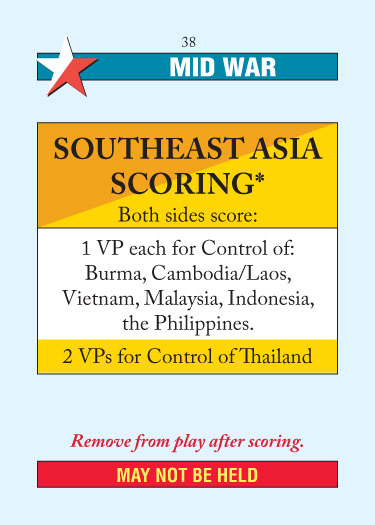 38
MID WAR
SOUTHEAST ASIA
SCORING*
Both sides score:
1 VP each for Control of:
Burma, Cambodia/Laos,
Vietnam, Malaysia, Indonesia,
the Philippines.
2 VPs for Control of Thailand
Remove from play after scoring.
MAY NOT BE HELD